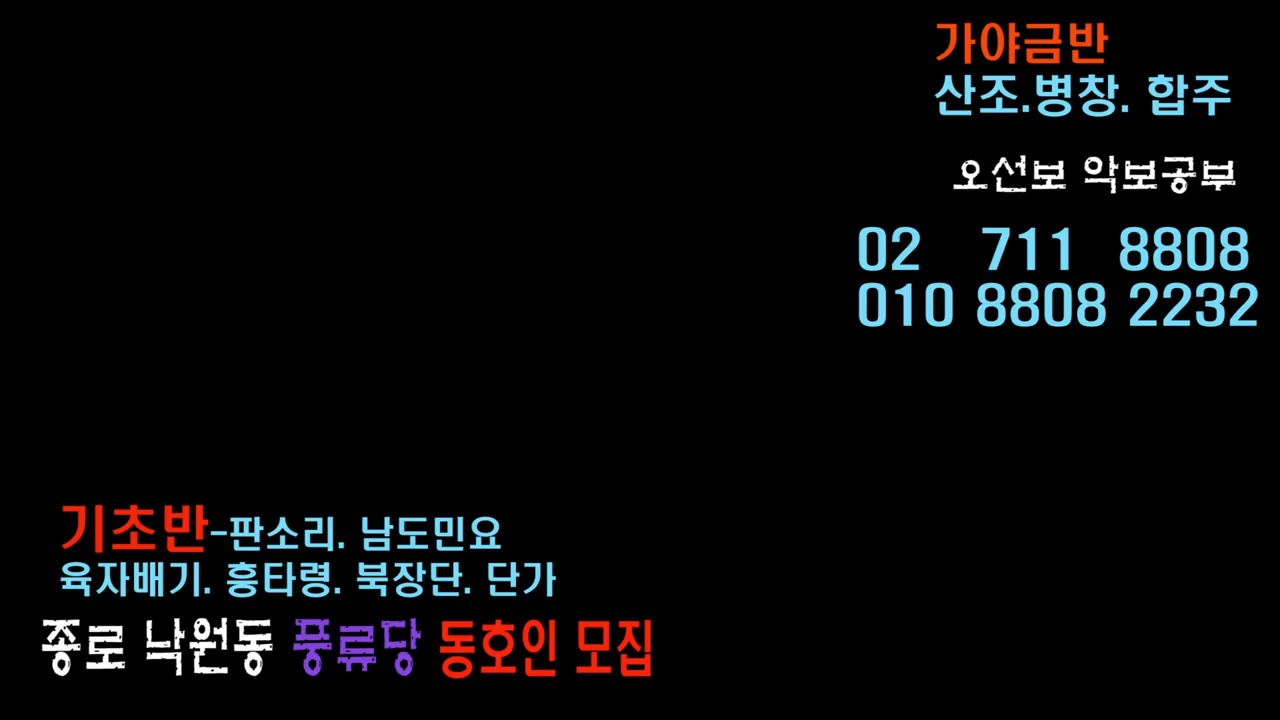 가야금반
산조.병창. 합주
오선보 악보공부
02 711 8808
010 8808 2232
기초반-판소리. 남도민요
육자배기. 흥타령. 북장단. 단가
종로 낙원동 풍류당 동호인 모집